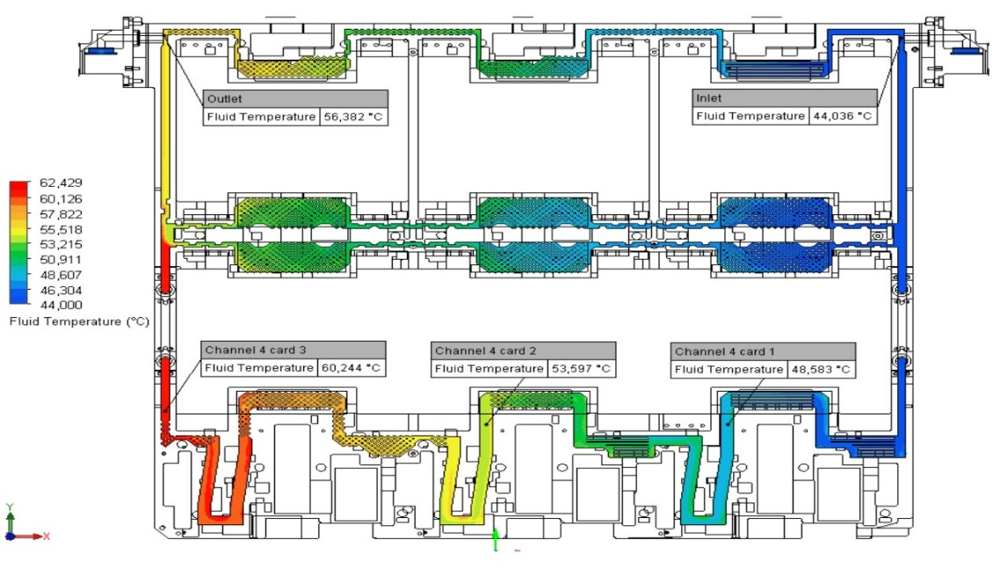 Outlet
Fluid Temperature 56,382 °C
Inlet
Fluid Temperature 44,036 °C
62,429
60,126
57,822
55,518
53,215
50,911
48,607
46,304
44,000
Fluid Temperature (°C)
Channel 4 card 3
Fluid Temperature 60,244 °C
Channel 4 card 2
Fluid Temperature 53,597 °C
Channel 4 card 1
Fluid Temperature 48,583 °C
Y
X